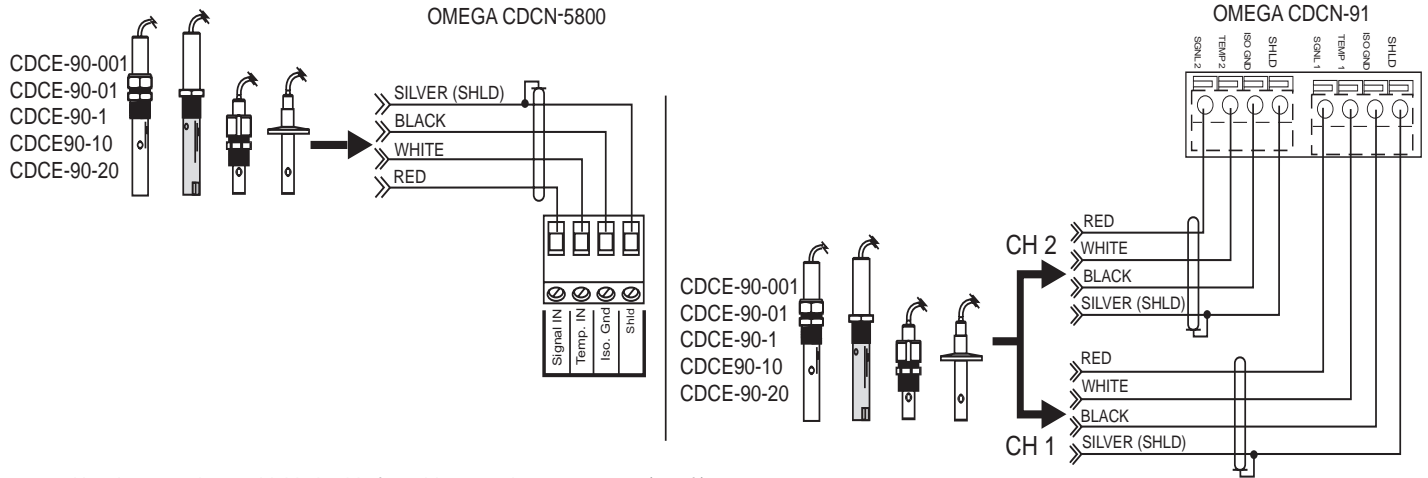 OMEGA CDCN-5800
CDCE-90-001
CDCE-90-01
CDCE-90-1
CDCE90-10
CDCE-90-20
SILVER (SHLD)
BLACK
WHITE
RED
Signal IN
Temp. IN
Iso. Gnd
Shld
OMEGA CDCN-91
SGNL 2
TEMP 2
ISO GND
SHLD
SGNL 1
TEMP 1
ISO GND
SHLD
CDCE-90-001
CDCE-90-01
CDCE-90-1
CDCE90-10
CDCE-90-20
CH 2
RED
WHITE
BLACK
SILVER (SHLD)
CH 1
RED
WHITE
BLACK
SILVER (SHLD)